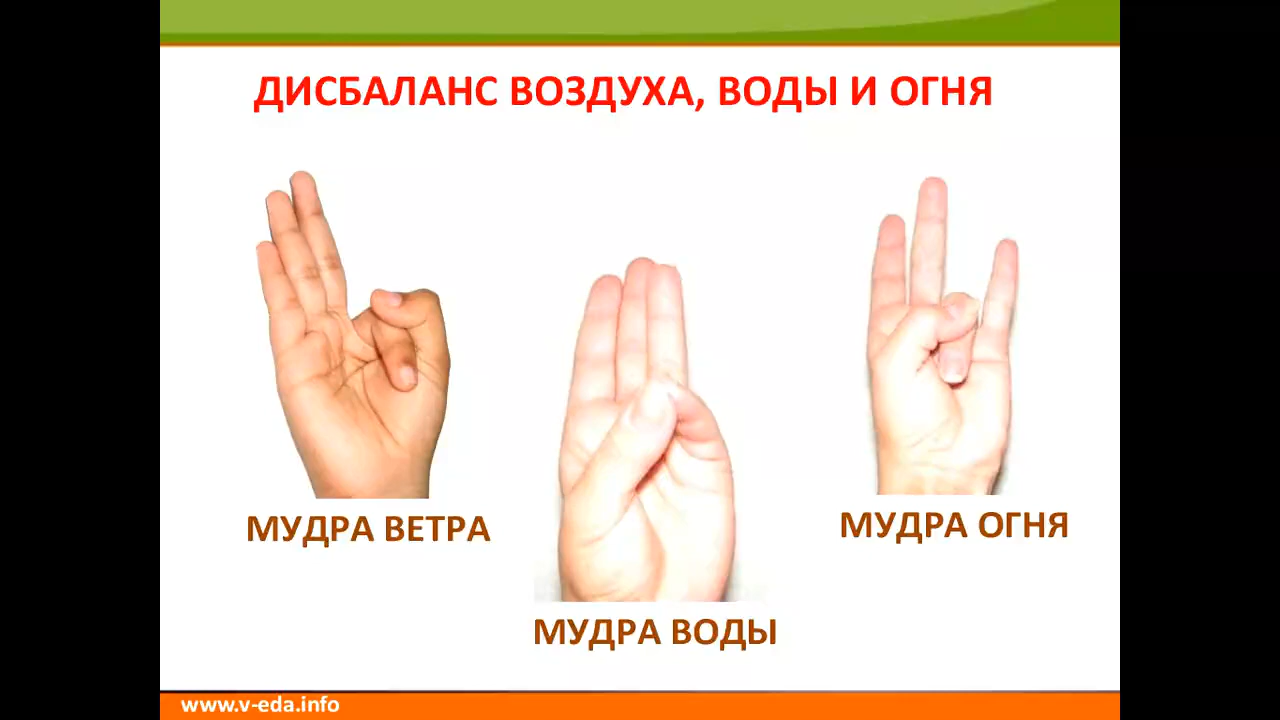 ДИСБАЛАНС ВОЗДУХА, ВОДЫ И ОГНЯ
МУДРА ВЕТРА
МУДРА ОГНЯ
МУДРА ВОДЫ
www.v-eda.info